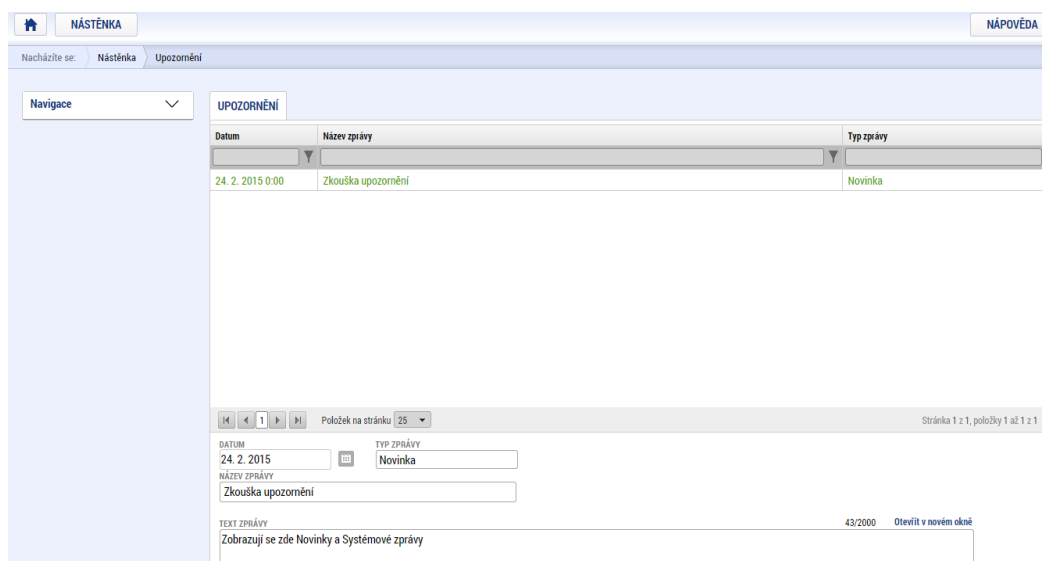 NÁSTĚNKA NÁPOVĚDA
Nacházíte se: Nástěnka Upozornění
Navigace UPOZORNĚNÍ
Datum Název zprávy Typ zprávy
24. 2. 2015 0:00 Zkouška upozornění Novinka
1 Položek na stránku 25 Stránka 1 z 1, položky 1 až 1 z 1
DATUM TYP ZPRÁVY
24. 2. 2015 Novinka
NÁZEV ZPRÁVY
Zkouška upozornění
TEXT ZPRÁVY 43/2000 Otevřít v novém okně
Zobrazují se zde Novinky a Systémové zprávy